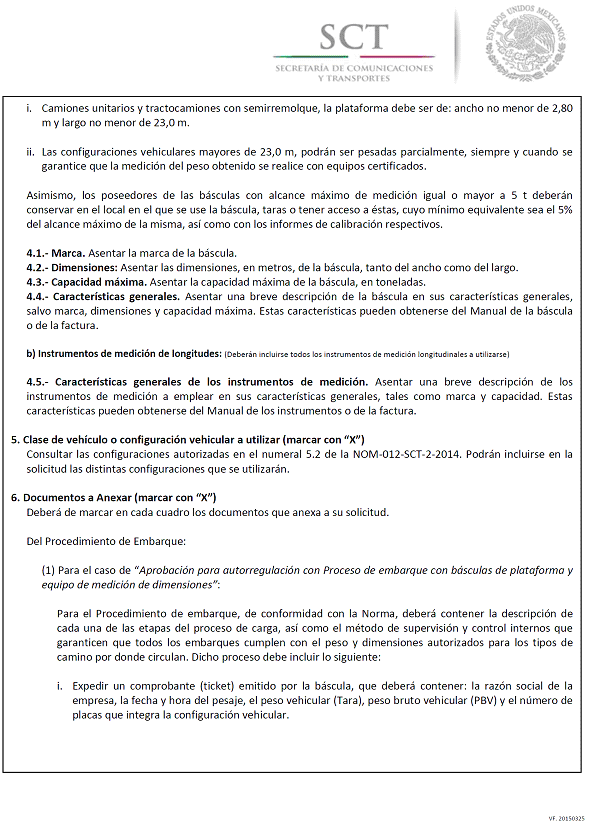 SCT
SECRETARÍA DE COMUNICACIONES
Y TRANSPORTES
ESTADOS UNIDOS MEXICANOS
i. Camiones unitarios y tractocamiones con semirremolque, la plataforma debe ser de: ancho no menor de 2,80
m y largo no menor de 23,0 m.
ii. Las configuraciones vehiculares mayores de 23,0 m, podrán ser pesadas parcialmente, siempre y cuando se
garantice que la medición del peso obtenido se realice con equipos certificados.
Asimismo, los poseedores de las básculas con alcance máximo de medición igual o mayor a 5 t deberán
conservar en el local en el que se use la báscula, taras o tener acceso a éstas, cuyo mínimo equivalente sea el 5%
del alcance máximo de la misma, así como con los informes de calibración respectivos.
4.1.- Marca. Asentar la marca de la báscula.
4.2.- Dimensiones: Asentar las dimensiones, en metros, de la báscula, tanto del ancho como del largo.
4.3.- Capacidad máxima. Asentar la capacidad máxima de la báscula, en toneladas.
4.4.- Características generales. Asentar una breve descripción de la báscula en sus características generales,
salvo marca, dimensiones y capacidad máxima. Estas características pueden obtenerse del Manual de la báscula
o de la factura.
b) Instrumentos de medición de longitudes: (Deberán incluirse todos los instrumentos de medición longitudinales a utilizarse)
4.5.- Características generales de los instrumentos de medición. Asentar una breve descripción de los
instrumentos de medición a emplear en sus características generales, tales como marca y capacidad. Estas
características pueden obtenerse del Manual de los instrumentos o de la factura.
5. Clase de vehículo o configuración vehicular a utilizar (marcar con “X”)
Consultar las configuraciones autorizadas en el numeral 5.2 de la NOM-012-SCT-2-2014. Podrán incluirse en la
solicitud las distintas configuraciones que se utilizarán.
6. Documentos a Anexar (marcar con “X”)
Deberá de marcar en cada cuadro los documentos que anexa a su solicitud.
Del Procedimiento de Embarque:
(1) Para el caso de “Aprobación para autorregulación con Proceso de embarque con básculas de plataforma y
equipo de medición de dimensiones”:
Para el Procedimiento de embarque, de conformidad con la Norma, deberá contener la descripción de
cada una de las etapas del proceso de carga, así como el método de supervisión y control internos que
garanticen que todos los embarques cumplen con el peso y dimensiones autorizados para los tipos de
camino por donde circulan. Dicho proceso debe incluir lo siguiente:
i. Expedir un comprobante (ticket) emitido por la báscula, que deberá contener: la razón social de la
empresa, la fecha y hora del pesaje, el peso vehicular (Tara), peso bruto vehicular (PBV) y el número de
placas que integra la configuración vehicular.
VF. 20150325